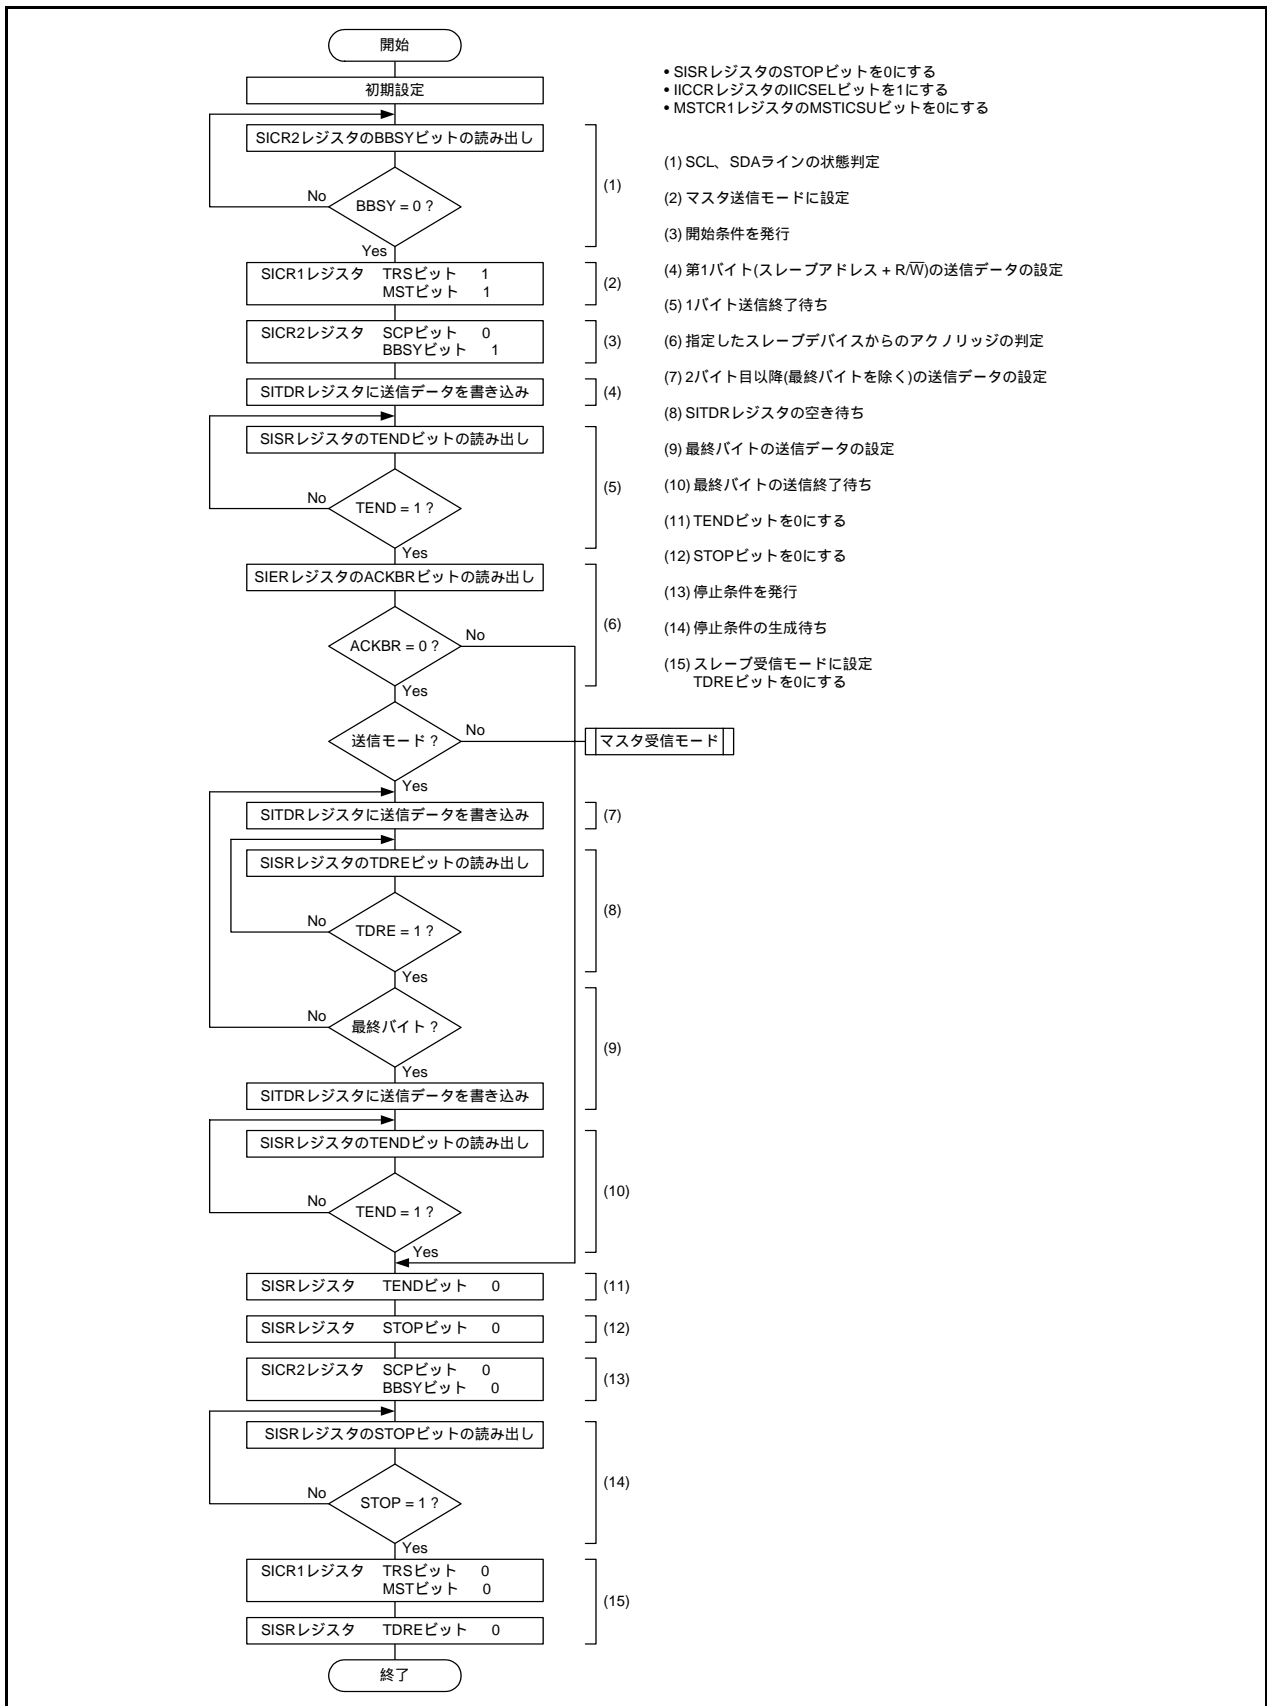 開始
初期設定
• SISRレジスタのSTOPビットを0にする
• IICCRレジスタのIICSELビットを1にする
• MSTCR1レジスタのMSTICSUビットを0にする
SICR2レジスタのBBSYビットの読み出し
BBSY = 0 ?
No
Yes
(1)
SICR1レジスタ TRSビット 1
MSTビット 1
(2)
SICR2レジスタ SCPビット 0
BBSYビット 1
(3)
SITDRレジスタに送信データを書き込み
(4)
SISRレジスタのTENDビットの読み出し
TEND = 1 ?
No
Yes
(5)
SIERレジスタのACKBRビットの読み出し
ACKBR = 0 ?
No
Yes
(6)
送信モード ?
No
マスタ受信モード
Yes
SITDRレジスタに送信データを書き込み
(7)
SISRレジスタのTDREビットの読み出し
TDRE = 1 ?
No
Yes
(8)
最終バイト ?
No
Yes
(9)
SITDRレジスタに送信データを書き込み
SISRレジスタのTENDビットの読み出し
TEND = 1 ?
No
Yes
(10)
SISRレジスタ TENDビット 0
(11)
SISRレジスタ STOPビット 0
(12)
SICR2レジスタ SCPビット 0
BBSYビット 0
(13)
SISRレジスタのSTOPビットの読み出し
STOP = 1 ?
No
Yes
(14)
SICR1レジスタ TRSビット 0
MSTビット 0
(15)
SISRレジスタ TDREビット 0
終了
(1) SCL、SDAラインの状態判定
(2) マスタ送信モードに設定
(3) 開始条件を発行
(4) 第1バイト(スレーブアドレス + R/W̅)の送信データの設定
(5) 1バイト送信終了待ち
(6) 指定したスレーブデバイスからのアクノリッジの判定
(7) 2バイト目以降(最終バイトを除く)の送信データの設定
(8) SITDRレジスタの空き待ち
(9) 最終バイトの送信データの設定
(10) 最終バイトの送信終了待ち
(11) TENDビットを0にする
(12) STOPビットを0にする
(13) 停止条件を発行
(14) 停止条件の生成待ち
(15) スレーブ受信モードに設定
TDREビットを0にする